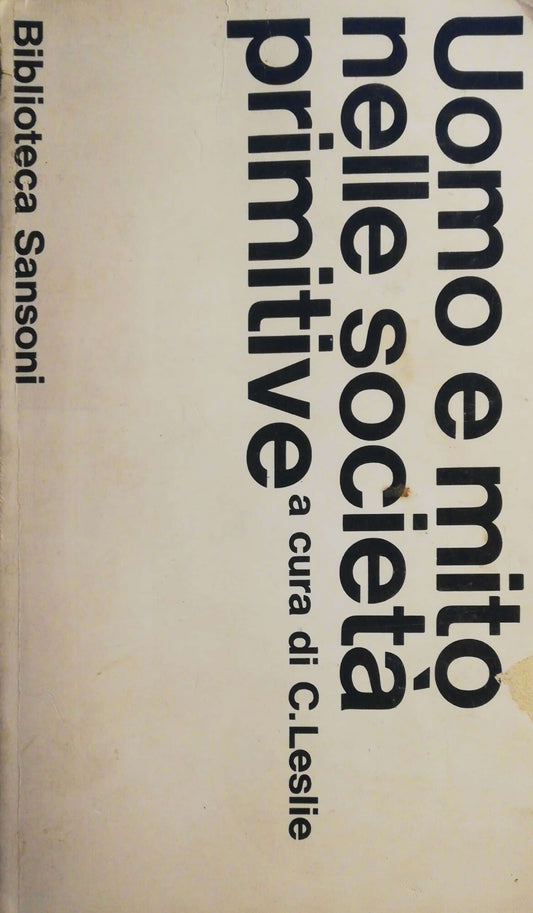 Uomo e mito
nelle società
primitive a cura di C.Leslie
Biblioteca Sansoni